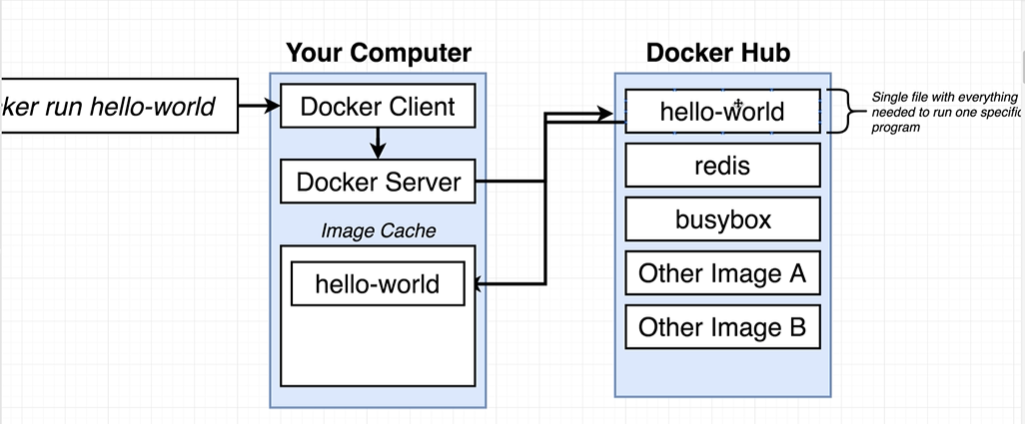 Your Computer
Docker Hub
ker run hello-world
Docker Client
hello-world
Single file with everything
needed to run one specific
program
redis
Docker Server
busybox
Image Cache
hello-world
Other Image A
Other Image B